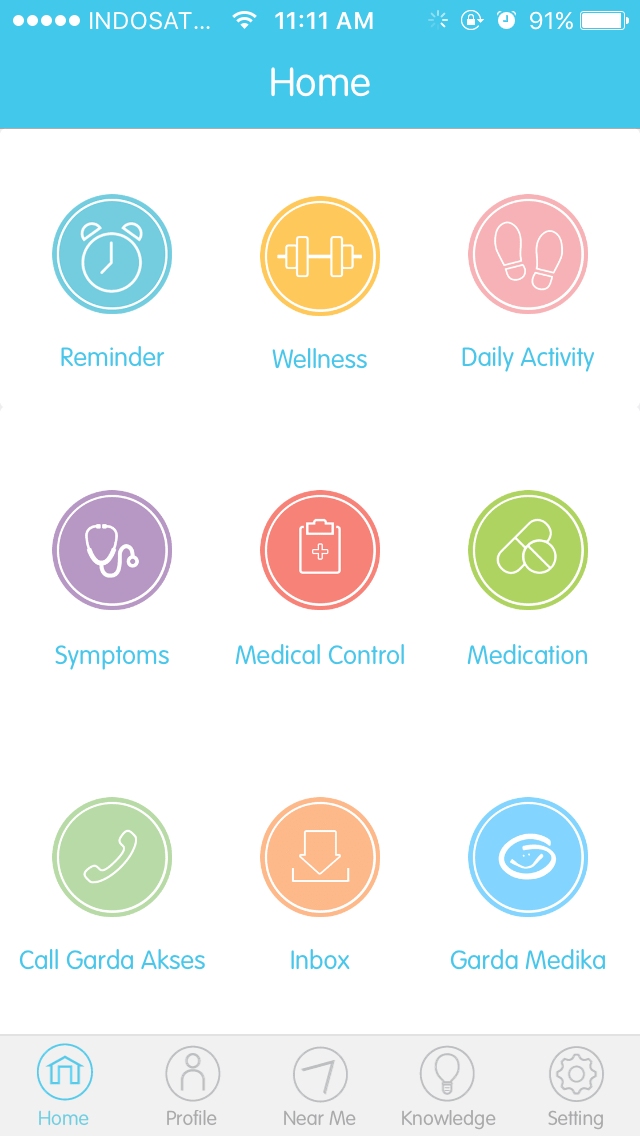 INDOSAT... 11:11 AM 91%
Home
Reminder Wellness Daily Activity
Symptoms Medical Control Medication
Call Garda Akses Inbox Garda Medika
Home Profile Near Me Knowledge Setting